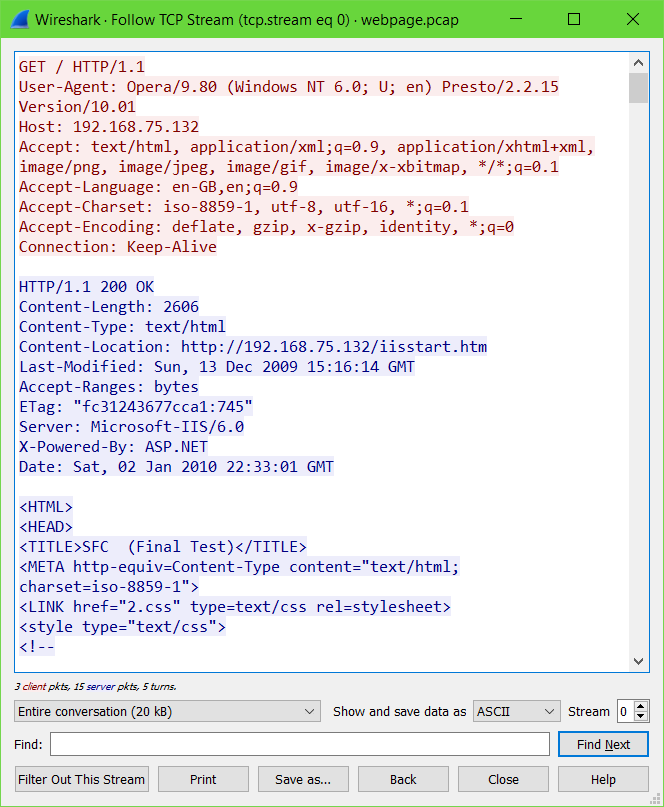 Wireshark · Follow TCP Stream (tcp.stream eq 0) · webpage.pcap
GET / HTTP/1.1
User-Agent: Opera/9.80 (Windows NT 6.0; U; en) Presto/2.2.15
Version/10.01
Host: 192.168.75.132
Accept: text/html, application/xml;q=0.9, application/xhtml+xml,
image/png, image/jpeg, image/gif, image/x-xbitmap, */*;q=0.1
Accept-Language: en-GB,en;q=0.9
Accept-Charset: iso-8859-1, utf-8, utf-16, *;q=0.1
Accept-Encoding: deflate, gzip, x-gzip, identity, *;q=0
Connection: Keep-Alive
HTTP/1.1 200 OK
Content-Length: 2606
Content-Type: text/html
Content-Location: http://192.168.75.132/iisstart.htm
Last-Modified: Sun, 13 Dec 2009 15:16:14 GMT
Accept-Ranges: bytes
ETag: "fc31243677cca1:745"
Server: Microsoft-IIS/6.0
X-Powered-By: ASP.NET
Date: Sat, 02 Jan 2010 22:33:01 GMT
<HTML>
<HEAD>
<TITLE>SFC  (Final Test)</TITLE>
<META http-equiv=Content-Type content="text/html;
charset=iso-8859-1">
<LINK href="2.css" type=text/css rel=stylesheet>
<style type="text/css">
<!--
3 client pkts, 15 server pkts, 5 turns.
Entire conversation (20 kB) Show and save data as ASCII Stream 0
Find: Find Next
Filter Out This Stream Print Save as... Back Close Help